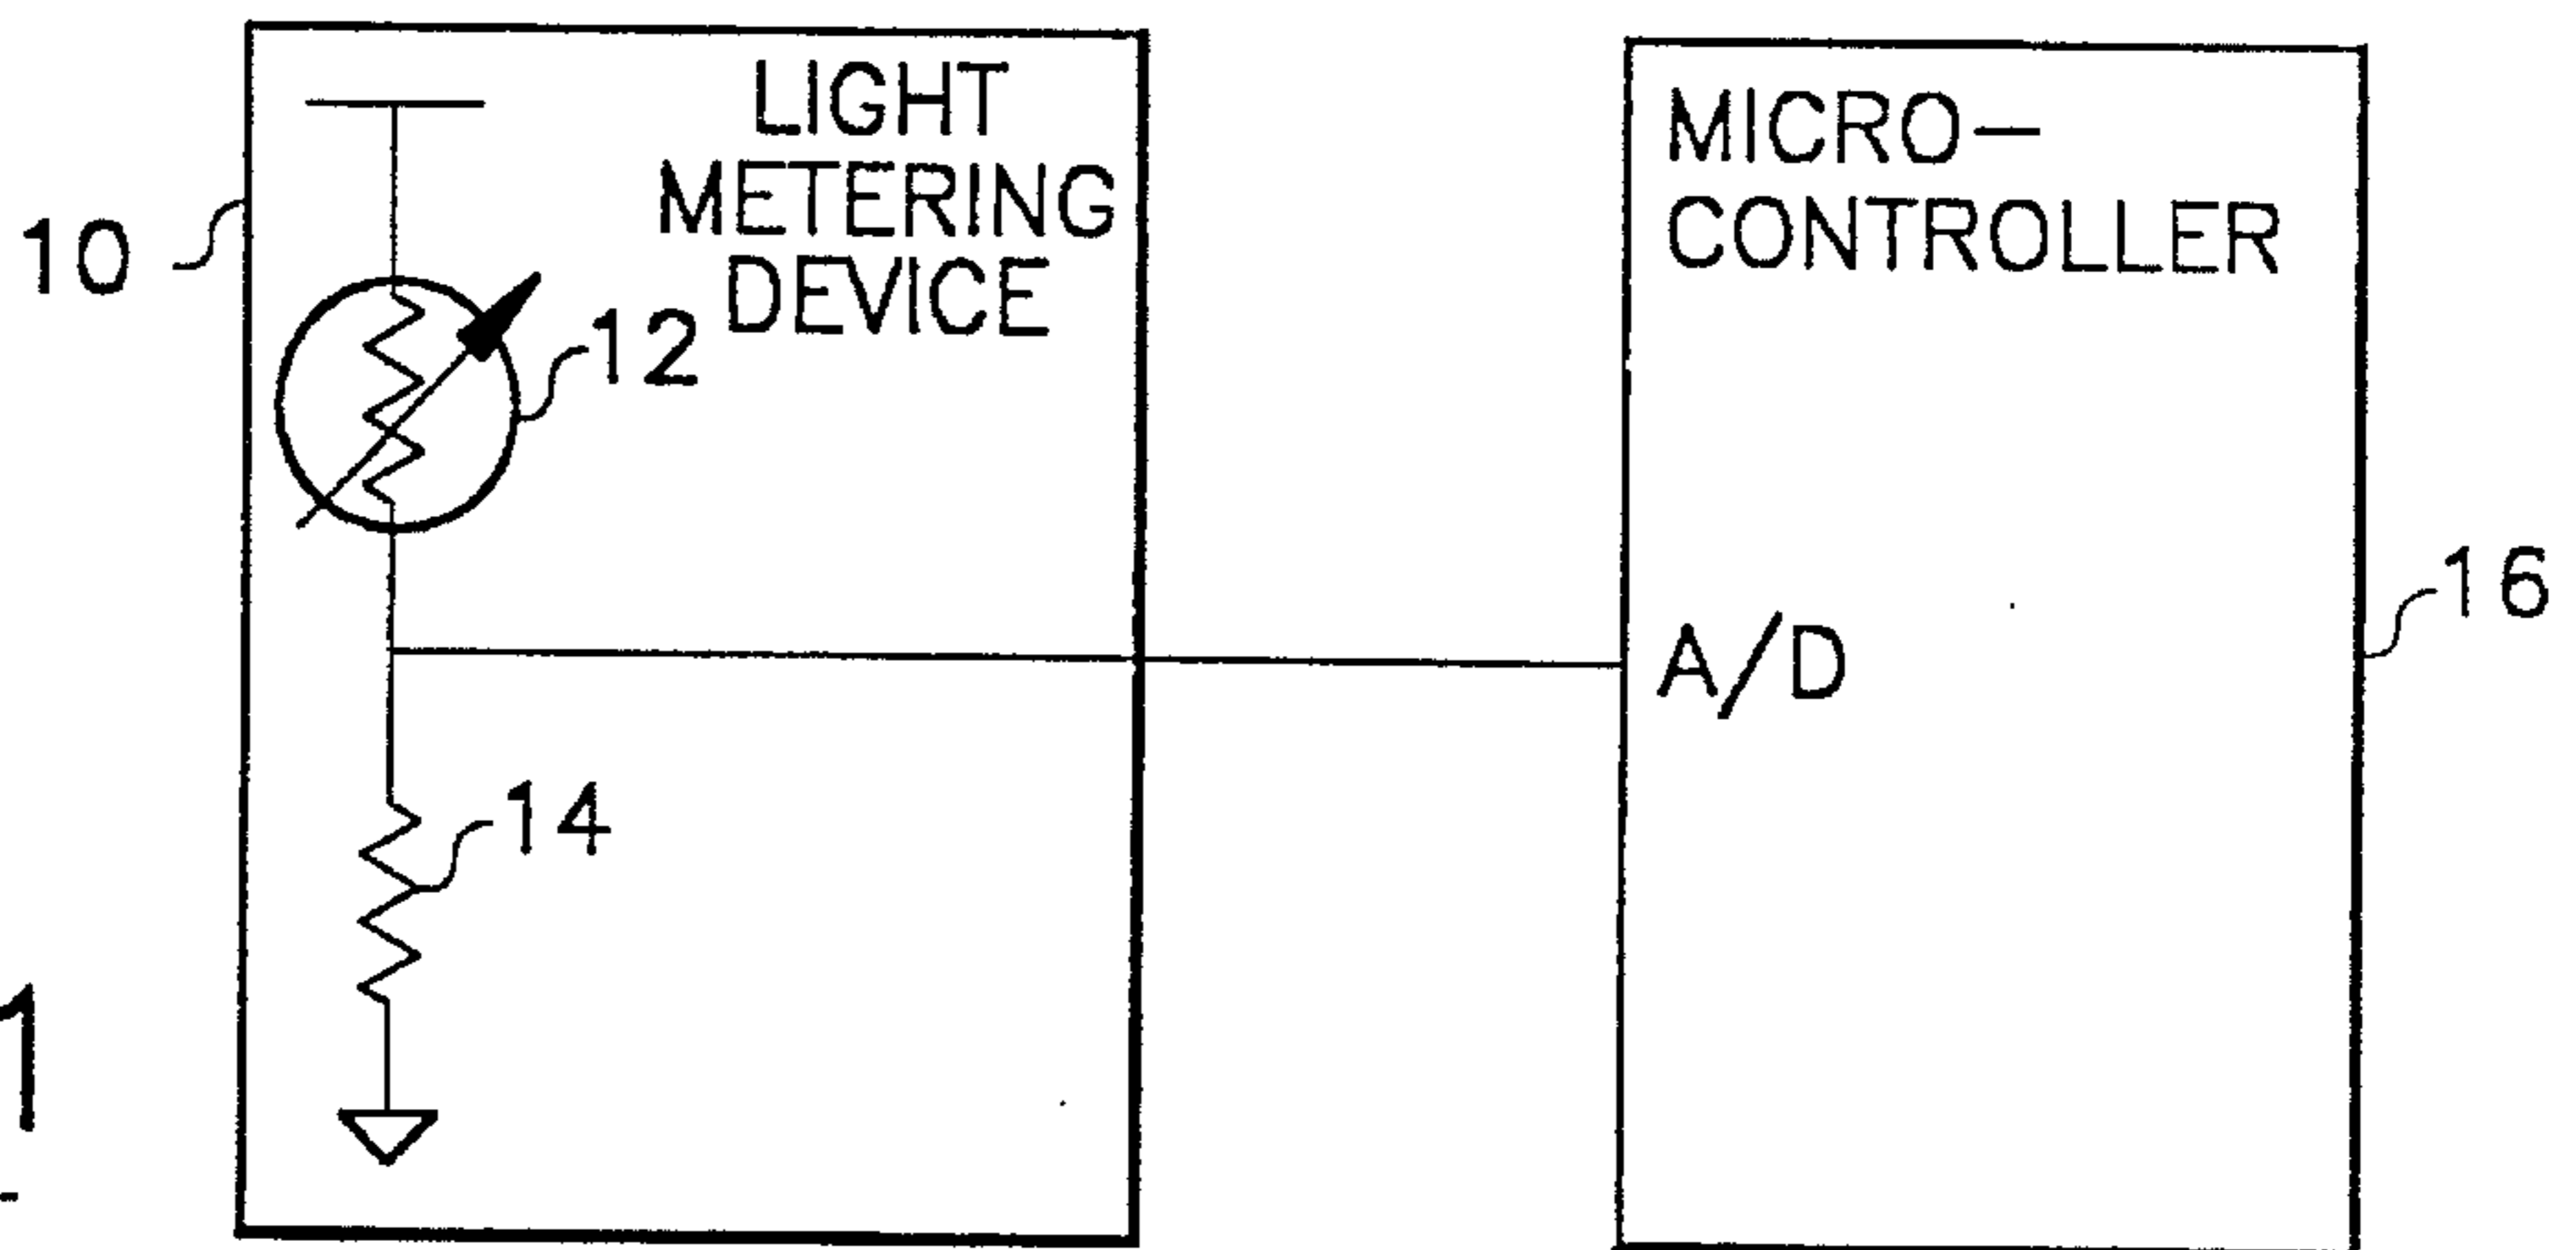 LIGHT
METERING
DEVICE
MICRO-
CONTROLLER
10
12
16
A/D
14
1